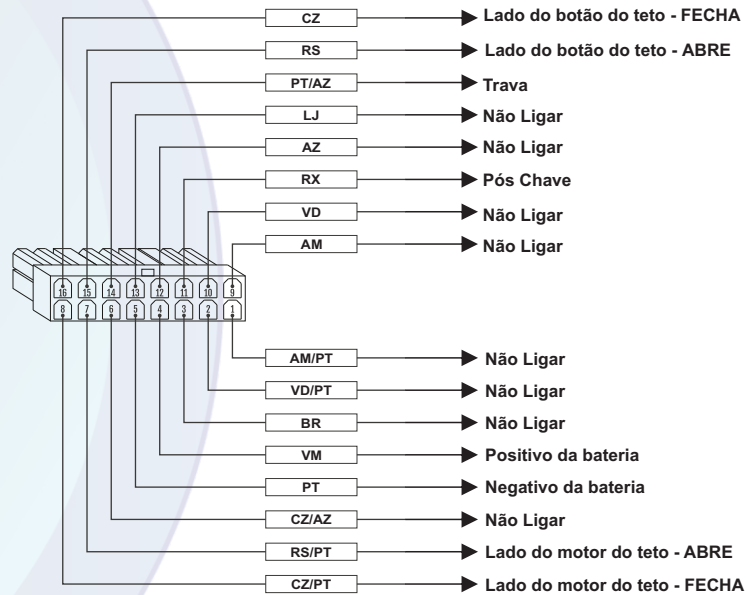 CZ Lado do botão do teto - FECHA
RS Lado do botão do teto - ABRE
PT/AZ Trava
LJ Não Ligar
AZ Não Ligar
RX Pós Chave
VD Não Ligar
AM Não Ligar
16 15 14 13 12 11 10 9
8 7 6 5 4 3 2 1
AM/PT Não Ligar
VD/PT Não Ligar
BR Não Ligar
VM Positivo da bateria
PT Negativo da bateria
CZ/AZ Não Ligar
RS/PT Lado do motor do teto - ABRE
CZ/PT Lado do motor do teto - FECHA